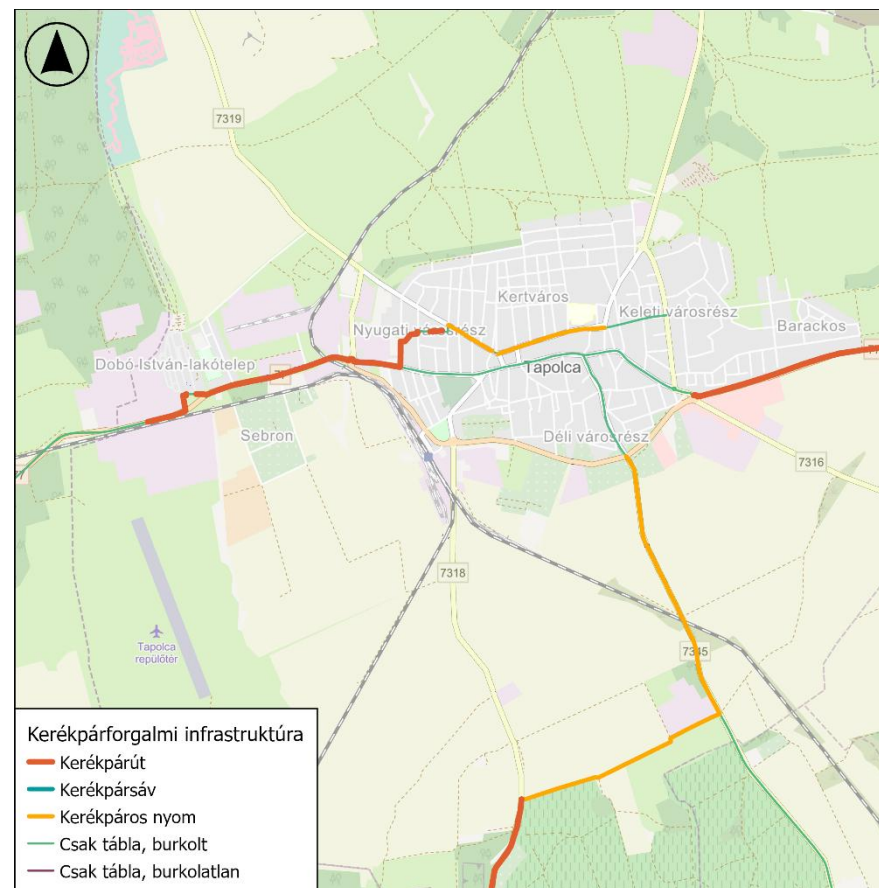 7319
Kertváros
Keleti városrész
Nyugati városrész
Barackos
Dobó-István-lakótelep
Tapolca
Sebron
Déli városrész
7316
7318
7345
Tapolca
repülőtér
Kerékpárforgalmi infrastruktúra
Kerékpárút
Kerékpársáv
Kerékpáros nyom
Csak tábla, burkolt
Csak tábla, burkolatlan